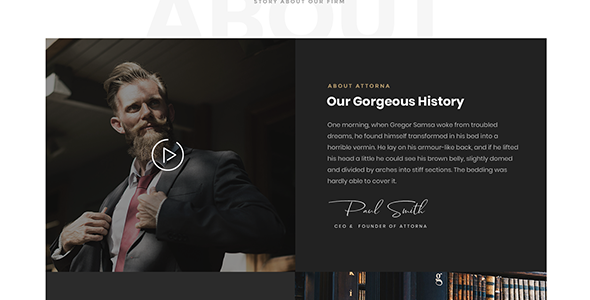 ABOUT
STORY ABOUT OUR FIRM
ABOUT ATTORNA
Our Gorgeous History
One morning, when Gregor Samsa woke from troubled
dreams, he found himself transformed in his bed into a
horrible vermin. He lay on his armour-like back, and if he lifted
his head a little he could see his brown belly, slightly domed
and divided by arches into stiff sections. The bedding was
hardly able to cover it.
Paul Smith
CEO & FOUNDER OF ATTORNA